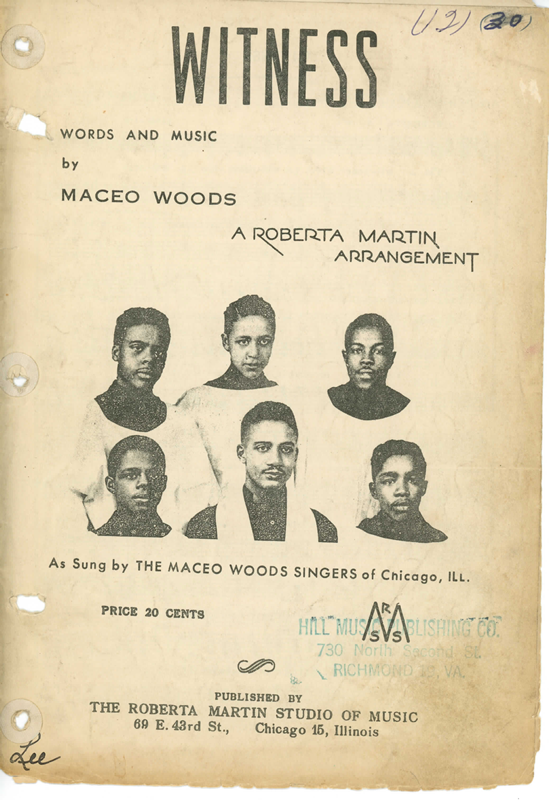 WITNESS
WORDS AND MUSIC
by
MACEO WOODS
A ROBERTA MARTIN
ARRANGEMENT
As Sung by THE MACEO WOODS SINGERS of Chicago, ILL.
PRICE 20 CENTS
HILL MUSIC PUBLISHING CO.
730 North Second St.
RICHMOND, VA.
PUBLISHED BY
THE ROBERTA MARTIN STUDIO OF MUSIC
69 E. 43rd St., Chicago 15, Illinois
Lee